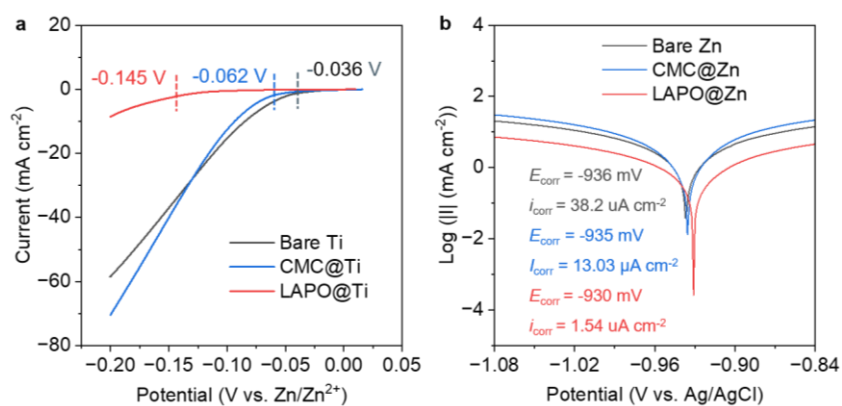 a
20
0
−20
−40
−60
−80
Current (mA cm-2)
-0.145 V
-0.062 V
-0.036 V
Bare Ti
CMC@Ti
LAPO@Ti
−0.20
−0.15
−0.10
−0.05
0.00
0.05
Potential (V vs. Zn/Zn2+)
b
4
2
0
−2
−4
Log (|I| (mA cm-2))
Bare Zn
CMC@Zn
LAPO@Zn
Ecorr = -936 mV
icorr = 38.2 uA cm-2
Ecorr = -935 mV
Icorr = 13.03 μA cm-2
Ecorr = -930 mV
icorr = 1.54 uA cm-2
−1.08
−1.02
−0.96
−0.90
−0.84
Potential (V vs. Ag/AgCl)